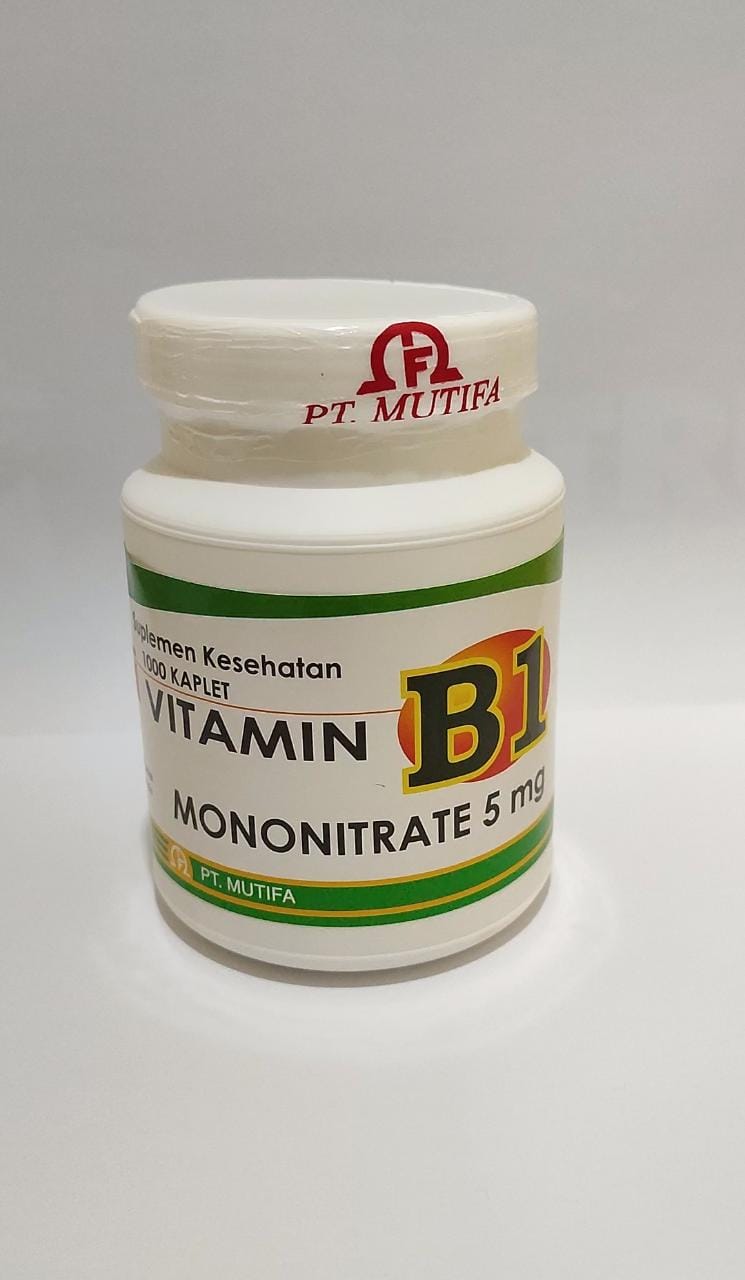 PT. MUTIFA
Suplemen Kesehatan
1000 KAPLET
VITAMIN B1
MONONITRATE 5 mg
PT. MUTIFA